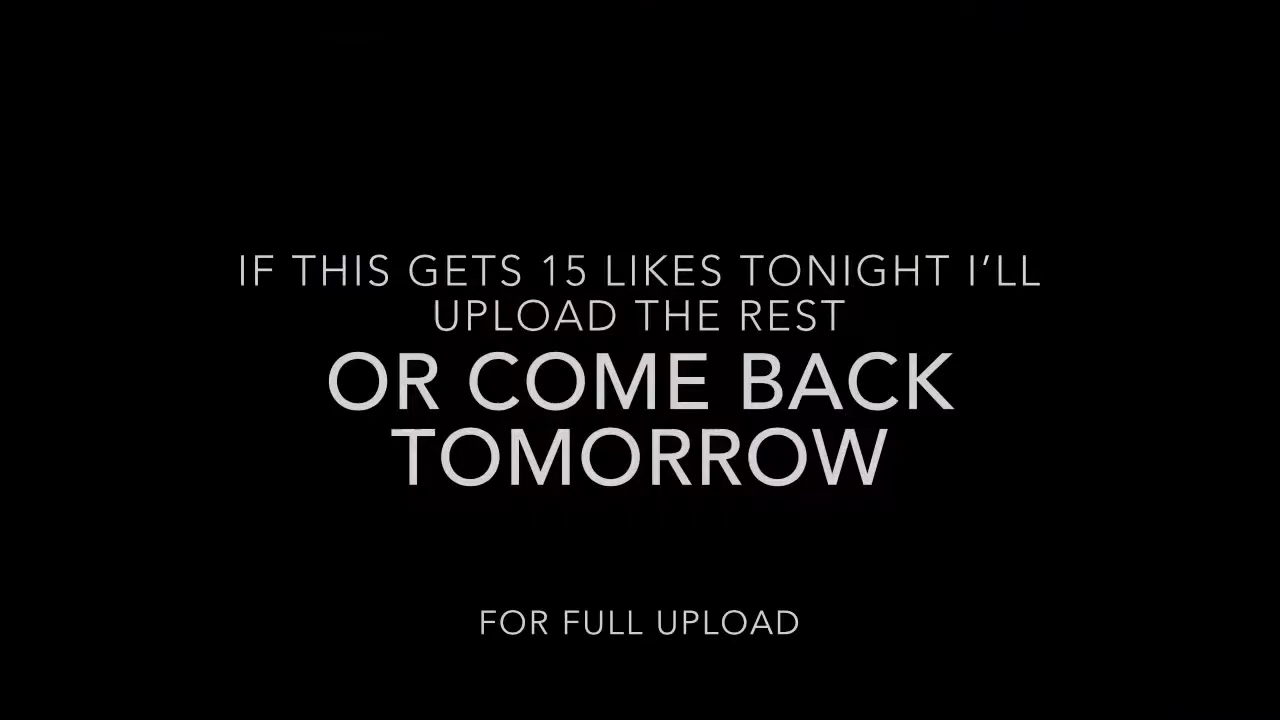 IF THIS GETS 15 LIKES TONIGHT I’LL
UPLOAD THE REST
OR COME BACK
TOMORROW
FOR FULL UPLOAD